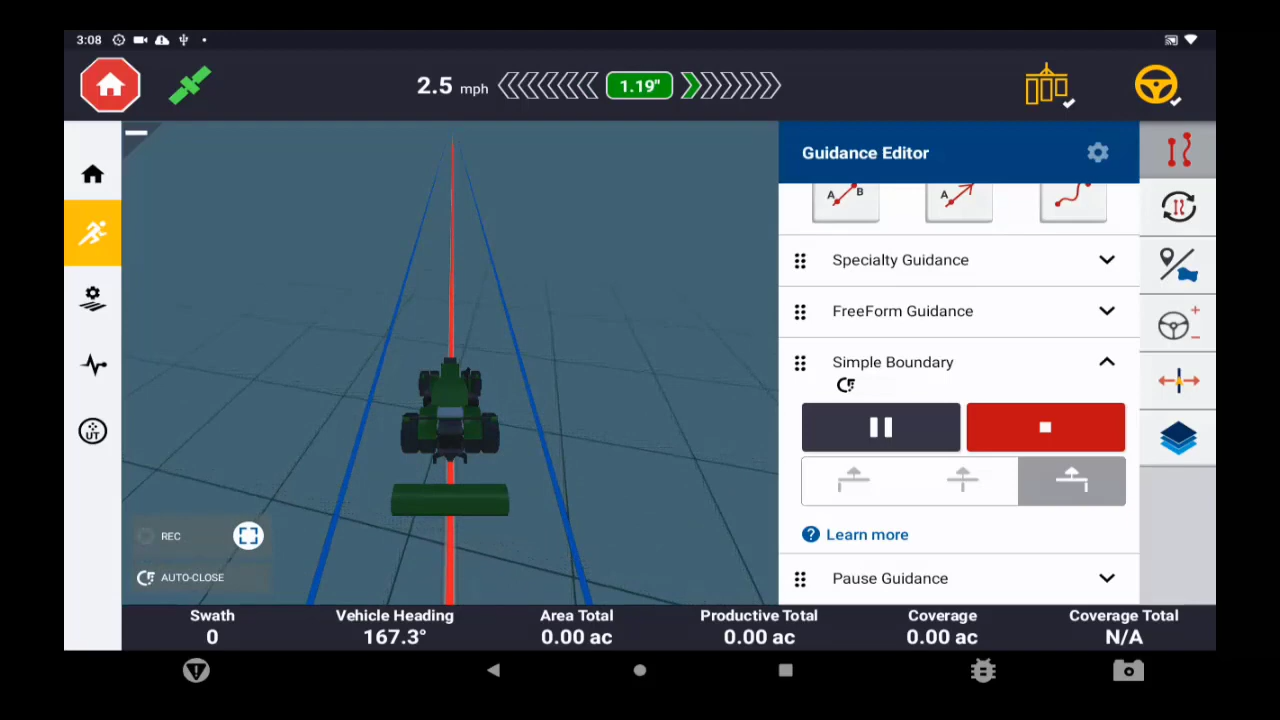 3:08
2.5 mph
1.19"
Guidance Editor
A B
A
Specialty Guidance
FreeForm Guidance
Simple Boundary
? Learn more
Pause Guidance
UT
REC
AUTO-CLOSE
Swath
0
Vehicle Heading
167.3°
Area Total
0.00 ac
Productive Total
0.00 ac
Coverage
0.00 ac
Coverage Total
N/A